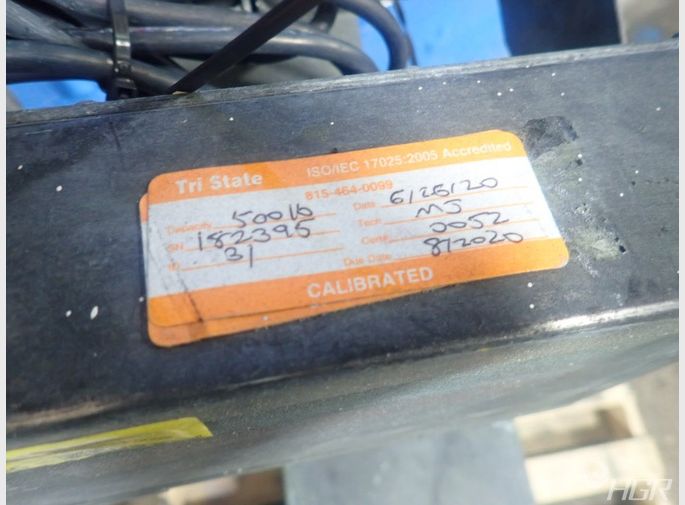 Tri State ISO/IEC 17025:2005 Accredited
815-464-0099
Capacity 500lb Date 6/26/20
SN 182395 Tech MJ
ID 31 Cert# 0052
Due Date 8/2020
CALIBRATED
HGR